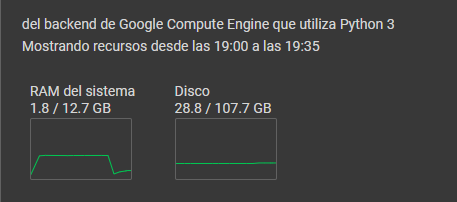 del backend de Google Compute Engine que utiliza Python 3
Mostrando recursos desde las 19:00 a las 19:35
RAM del sistema
1.8 / 12.7 GB
Disco
28.8 / 107.7 GB